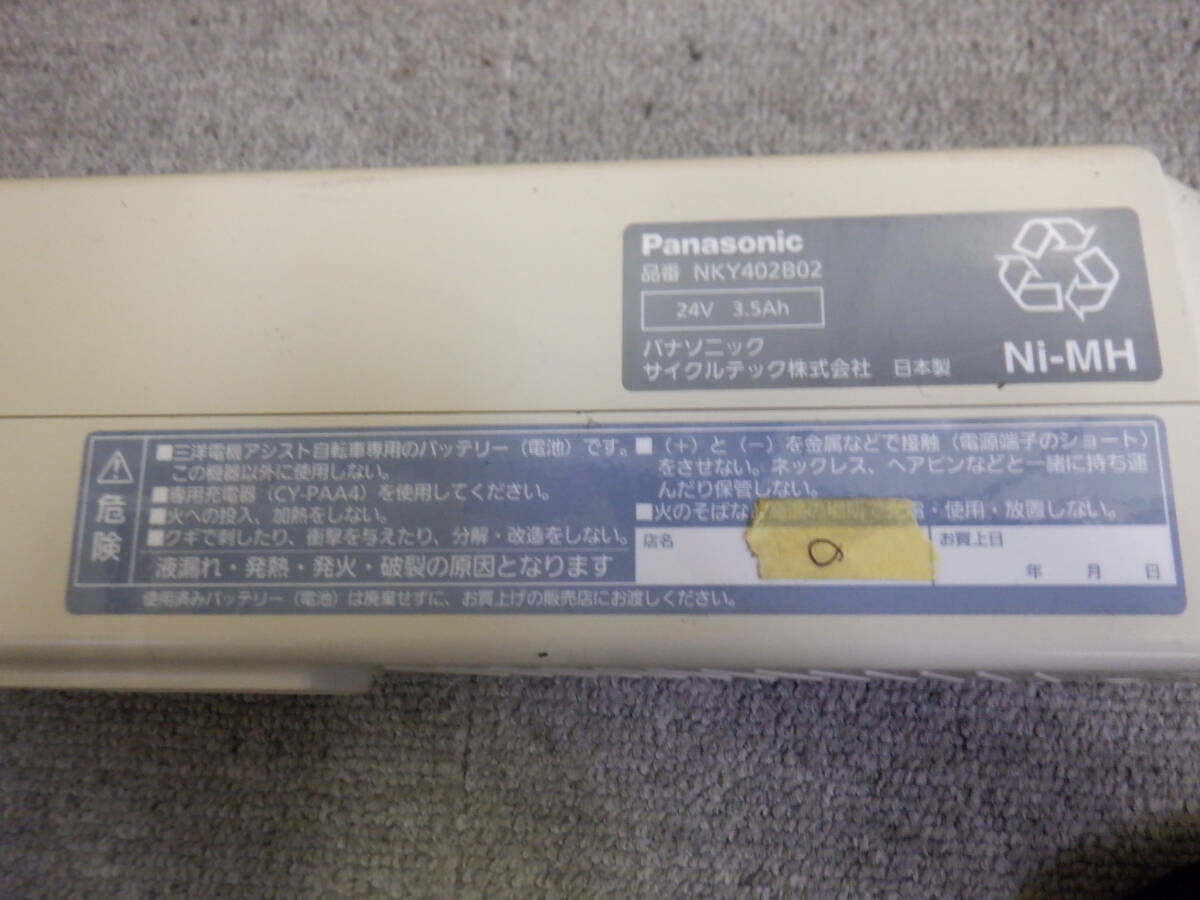 Panasonic
品番 NKY402B02
24V 3.5Ah
パナソニック
サイクルテック株式会社 日本製
Ni-MH
危険
■三洋電機アシスト自転車専用のバッテリー（電池）です。
この機器以外に使用しない。
■専用充電器（CY-PAA4）を使用してください。
■火への投入、加熱をしない。
■クギで刺したり、衝撃を与えたり、分解・改造をしない。
液漏れ・発熱・発火・破裂の原因となります
■（+）と（−）を金属などで接触（電源端子のショート）
をさせない。ネックレス、ヘアピンなどと一緒に持ち運
んだり保管しない。
■火のそばな 電・使用・放置しない。
店名
お買上日
年 月 日
使用済みバッテリー（電池）は廃棄せずに、お買上げの販売店にお渡しください。